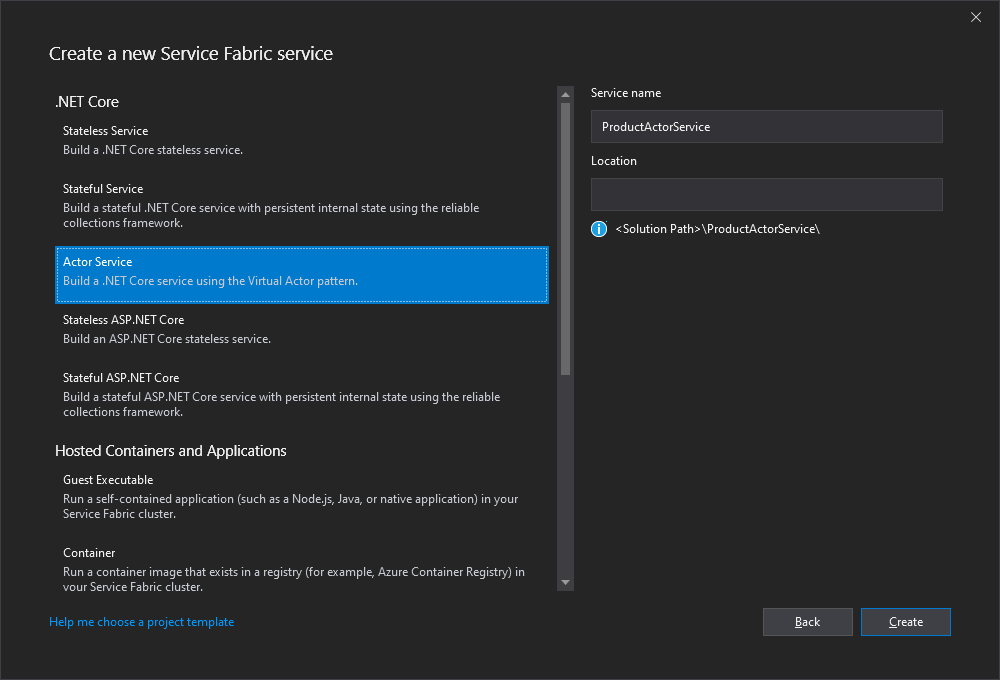 Create a new Service Fabric service
.NET Core
Stateless Service
Build a .NET Core stateless service.
Stateful Service
Build a stateful .NET Core service with persistent internal state using the reliable
collections framework.
Actor Service
Build a .NET Core service using the Virtual Actor pattern.
Stateless ASP.NET Core
Build an ASP.NET Core stateless service.
Stateful ASP.NET Core
Build a stateful ASP.NET Core service with persistent internal state using the reliable
collections framework.
Hosted Containers and Applications
Guest Executable
Run a self-contained application (such as a Node.js, Java, or native application) in your
Service Fabric cluster.
Container
Run a container image that exists in a registry (for example, Azure Container Registry) in
your Service Fabric cluster.
Service name
ProductActorService
Location
<Solution Path>\ProductActorService\
Help me choose a project template
Back
Create